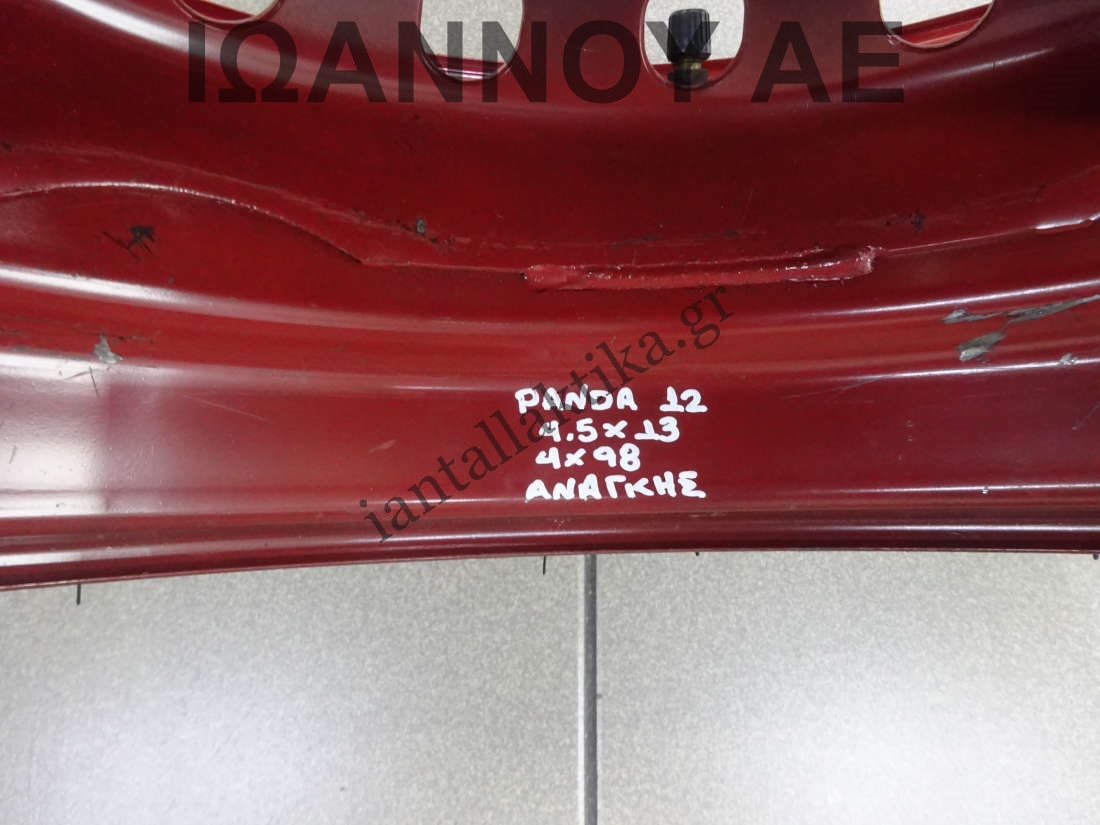 ΙΩΑΝΝΟΥ ΑΕ
iantallaktika.gr
PANDA 12
4.5x13
4x98
ΑΝΑΓΚΗΣ